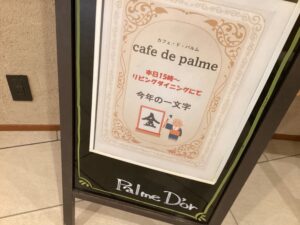 カフェ・ド・パルム
cafe de palme
本日15時～
リビングダイニングにて
今年の一文字
金
Palme D'or